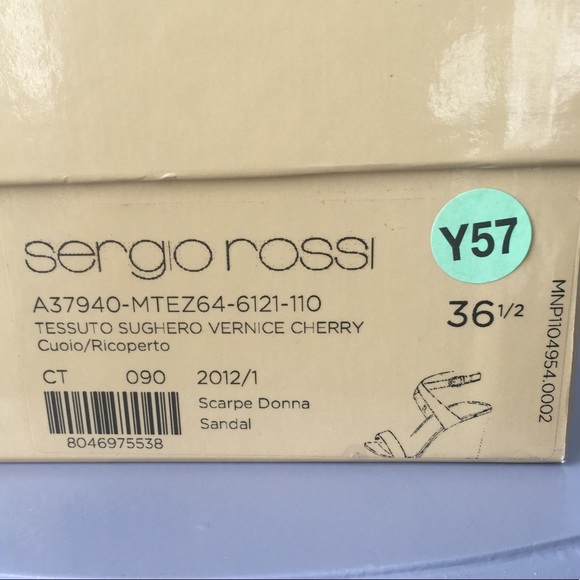 sergio rossi
Y57
A37940-MTEZ64-6121-110
36 1/2
TESSUTO SUGHERO VERNICE CHERRY
Cuoio/Ricoperto
CT 090 2012/1
Scarpe Donna
Sandal
8046975538
MNP1104954.0002